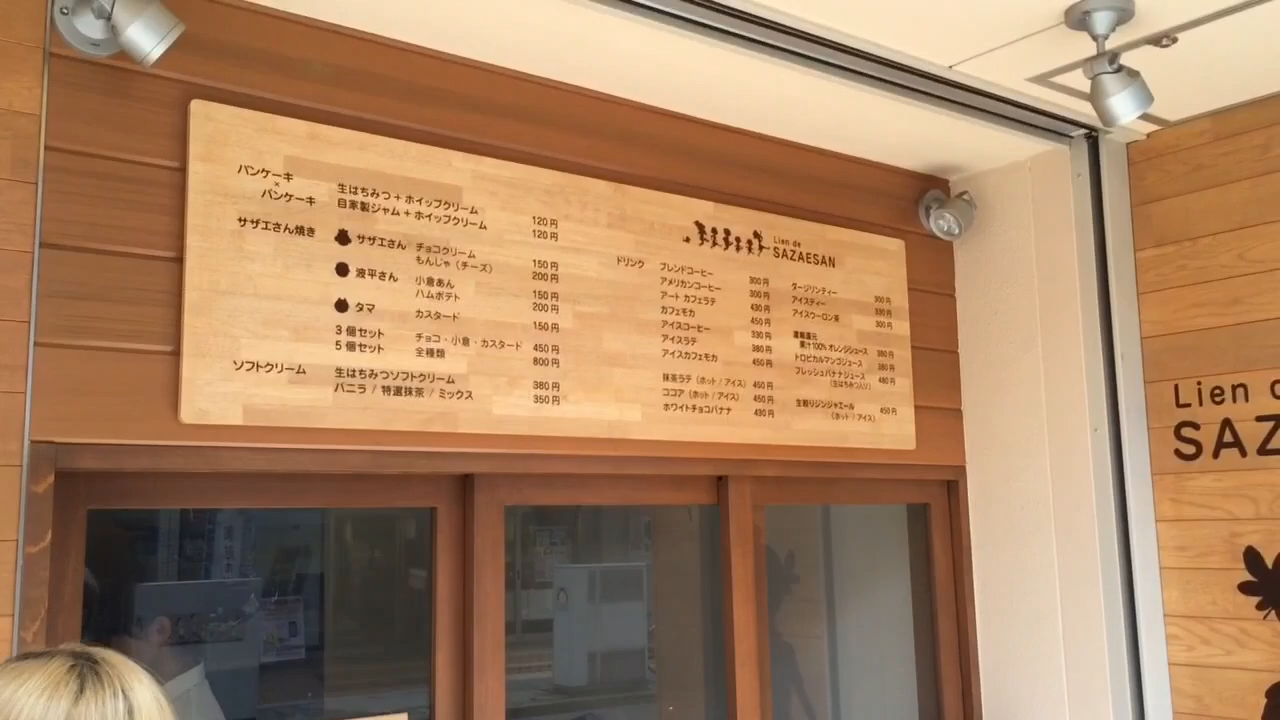 パンケーキ
×
パンケーキ
生はちみつ + ホイップクリーム 120円
自家製ジャム + ホイップクリーム 120円
サザエさん焼き
サザエさん チョコクリーム 150円
もんじゃ（チーズ） 200円
波平さん 小倉あん 150円
ハムポテト 200円
タマ カスタード 150円
3個セット チョコ・小倉・カスタード 450円
5個セット 全種類 800円
ソフトクリーム 生はちみつソフトクリーム 380円
バニラ / 特選抹茶 / ミックス 350円
Lien de
SAZAESAN
ドリンク
ブレンドコーヒー 300円
アメリカンコーヒー 300円
アート カフェラテ 430円
カフェモカ 450円
アイスコーヒー 330円
アイスラテ 380円
アイスカフェモカ 450円
抹茶ラテ（ホット / アイス） 450円
ココア（ホット / アイス） 450円
ホワイトチョコバナナ 430円
ダージリンティー 300円
アイスティー 330円
アイスウーロン茶 300円
濃縮還元
果汁100% オレンジジュース 380円
トロピカルマンゴジュース 380円
フレッシュバナナジュース 480円
（生はちみつ入り）
生搾りジンジャエール 450円
（ホット / アイス）
Lien
SAZ